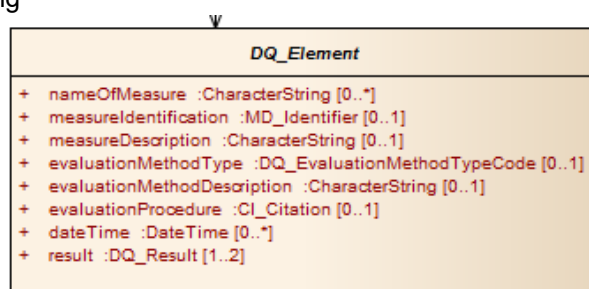 DQ_Element
+ nameOfMeasure :CharacterString [0..*]
+ measureIdentification :MD_Identifier [0..1]
+ measureDescription :CharacterString [0..1]
+ evaluationMethodType :DQ_EvaluationMethodTypeCode [0..1]
+ evaluationMethodDescription :CharacterString [0..1]
+ evaluationProcedure :CI_Citation [0..1]
+ dateTime :DateTime [0..*]
+ result :DQ_Result [1..2]